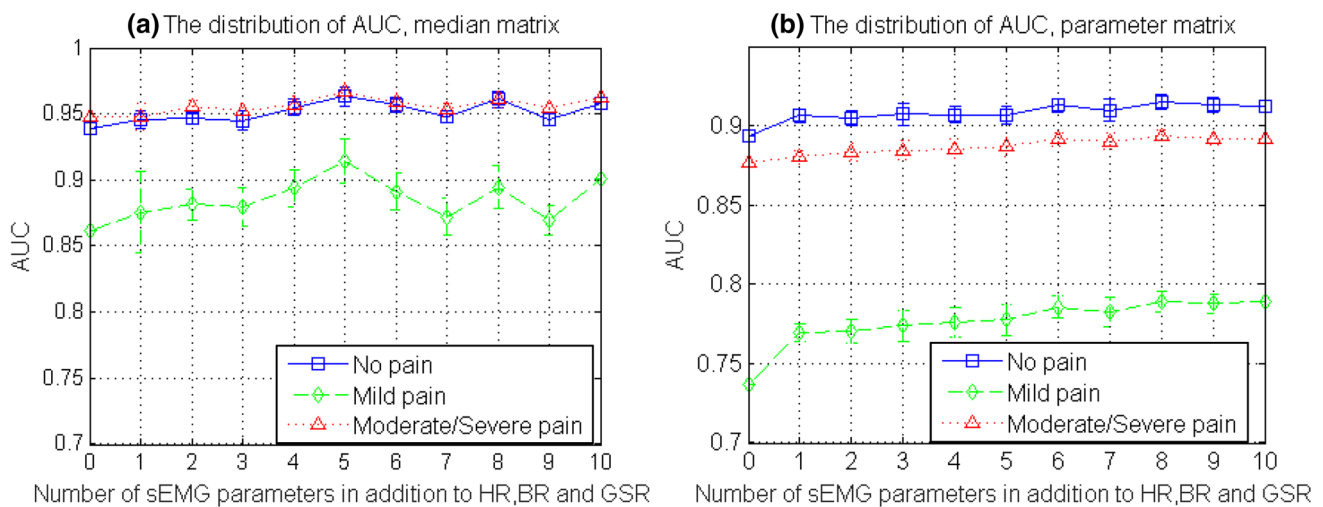 (a) The distribution of AUC, median matrix
1
0.95
0.9
0.85
0.8
0.75
0.7
AUC
No pain
Mild pain
Moderate/Severe pain
0 1 2 3 4 5 6 7 8 9 10
Number of sEMG parameters in addition to HR,BR and GSR
(b) The distribution of AUC, parameter matrix
0.9
0.85
0.8
0.75
0.7
AUC
No pain
Mild pain
Moderate/Severe pain
0 1 2 3 4 5 6 7 8 9 10
Number of sEMG parameters in addition to HR,BR and GSR